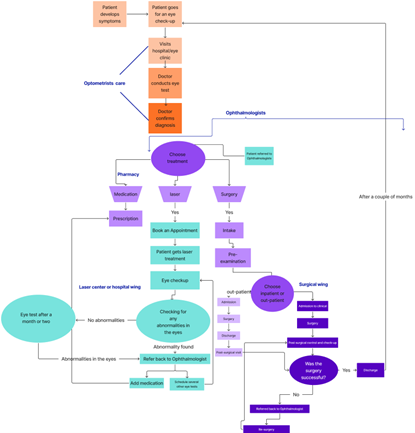 Patient
develops
symptoms
Patient goes
for an eye
check-up
Visits
hospital/eye
clinic
Optometrists care
Doctor
conducts eye
test
Doctor
confirms
diagnosis
Ophthalmologists
Choose
treatment
Patient referred to
Ophthalmologists
Pharmacy
Medication
laser
Surgery
After a couple of months
Prescription
Yes
Yes
Book an Appointment
Intake
Patient gets laser
treatment
Pre-
examination
Laser center or hospital wing
Eye checkup
Choose
inpatient or
out-patient
Surgical wing
out-patient
Admission
Surgery
Discharge
Post-surgical visit
Admission to clinical
Surgery
Post-surgical control and check-up
Eye text after a
month or two
No abnormalities
Checking for
any
abnormalities in
the eyes
Abnormality found
Abnormalities in the eyes
Refer back to Ophthalmologist
Was the
surgery
successful?
Yes
Discharge
Add medication
Schedule several
other eye tests
No
Referred back to Ophthalmologist
Re-surgery